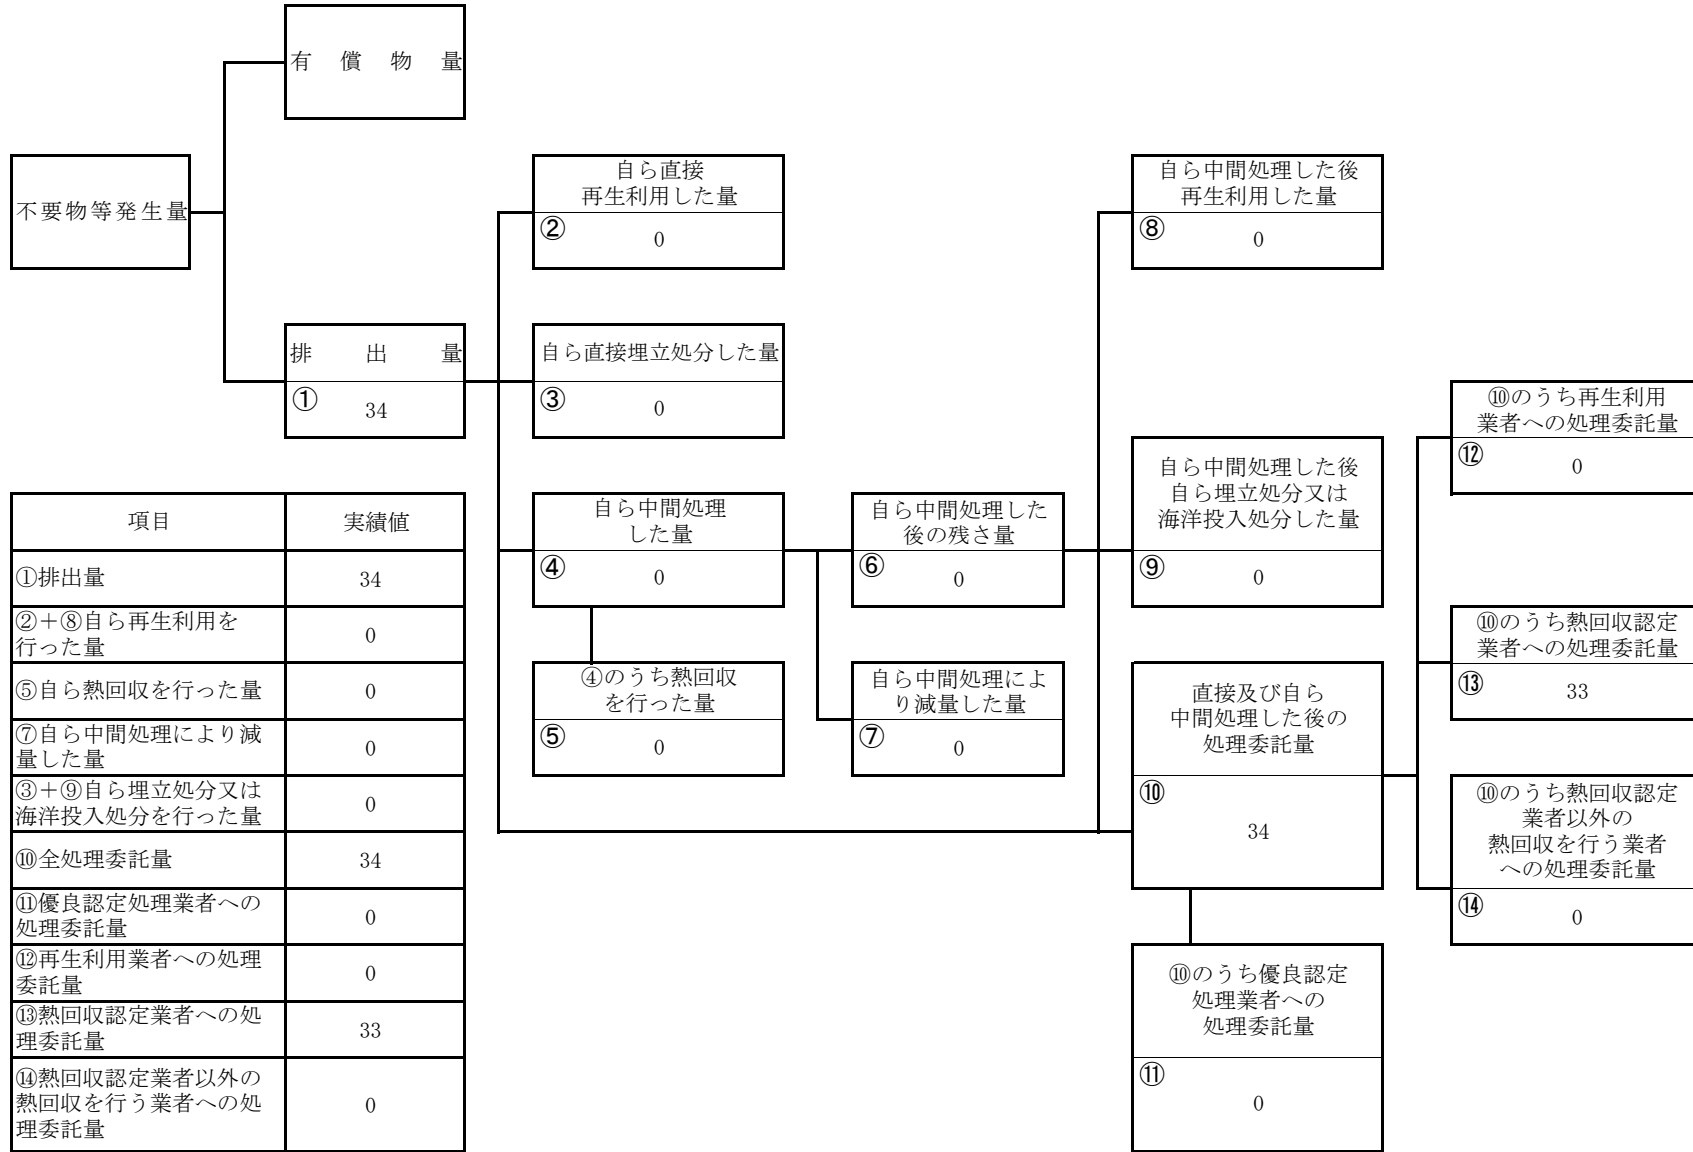 有償物量
不要物等発生量
排出量
①
34
自ら直接
再生利用した量
②
0
自ら直接埋立処分した量
③
0
自ら中間処理
した量
④
0
④のうち熱回収
を行った量
⑤
0
自ら中間処理した
後の残さ量
⑥
0
自ら中間処理によ
り減量した量
⑦
0
自ら中間処理した後
再生利用した量
⑧
0
自ら中間処理した後
自ら埋立処分又は
海洋投入処分した量
⑨
0
直接及び自ら
中間処理した後の
処理委託量
⑩
34
⑩のうち優良認定
処理業者への
処理委託量
⑪
0
⑩のうち再生利用
業者への処理委託量
⑫
0
⑩のうち熱回収認定
業者への処理委託量
⑬
33
⑩のうち熱回収認定
業者以外の
熱回収を行う業者
への処理委託量
⑭
0
項目 実績値
①排出量 34
②＋⑧自ら再生利用を
行った量 0
⑤自ら熱回収を行った量 0
⑦自ら中間処理により減
量した量 0
③＋⑨自ら埋立処分又は
海洋投入処分を行った量 0
⑩全処理委託量 34
⑪優良認定処理業者への
処理委託量 0
⑫再生利用業者への処理
委託量 0
⑬熱回収認定業者への処
理委託量 33
⑭熱回収認定業者以外の
熱回収を行う業者への処
理委託量 0